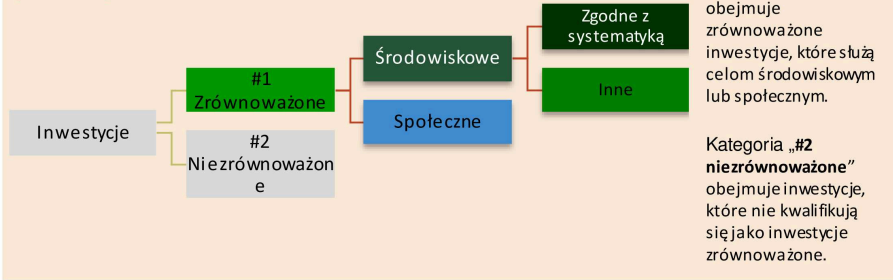 Inwestycje
#1
Zrównoważone
#2
Niezrównoważon
e
Środowiskowe
Społeczne
Zgodne z
systematyką
Inne
obejmuje
zrównoważone
inwestycje, które służą
celom środowiskowym
lub społecznym.
Kategoria „#2
niezrównoważone”
obejmuje inwestycje,
które nie kwalifikują
się jako inwestycje
zrównoważone.